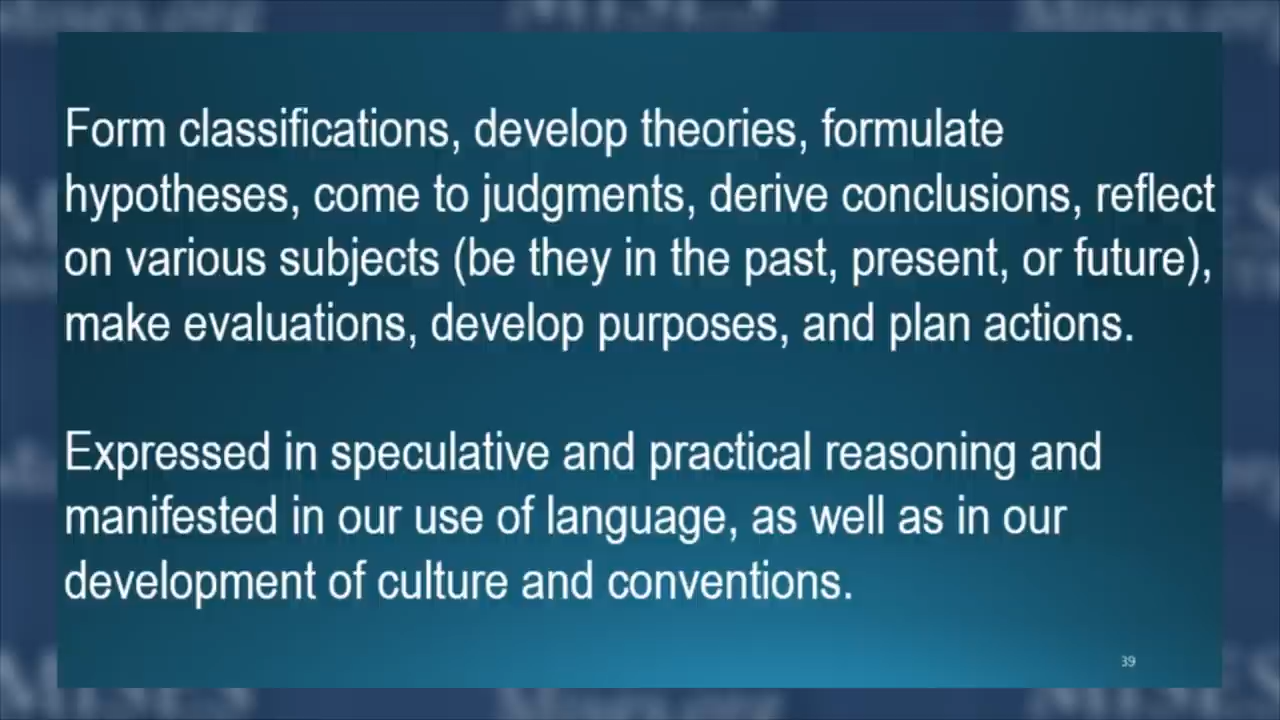 Form classifications, develop theories, formulate
hypotheses, come to judgments, derive conclusions, reflect
on various subjects (be they in the past, present, or future),
make evaluations, develop purposes, and plan actions.
Expressed in speculative and practical reasoning and
manifested in our use of language, as well as in our
development of culture and conventions.
39